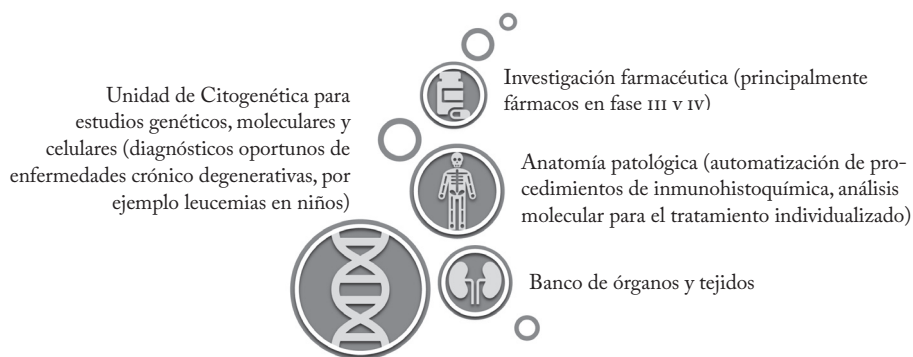 Unidad de Citogenética para
estudios genéticos, moleculares y
celulares (diagnósticos oportunos de
enfermedades crónico degenerativas, por
ejemplo leucemias en niños)
Investigación farmacéutica (principalmente
fármacos en fase III y IV)
Anatomía patológica (automatización de pro-
cedimientos de inmunohistoquímica, análisis
molecular para el tratamiento individualizado)
Banco de órganos y tejidos